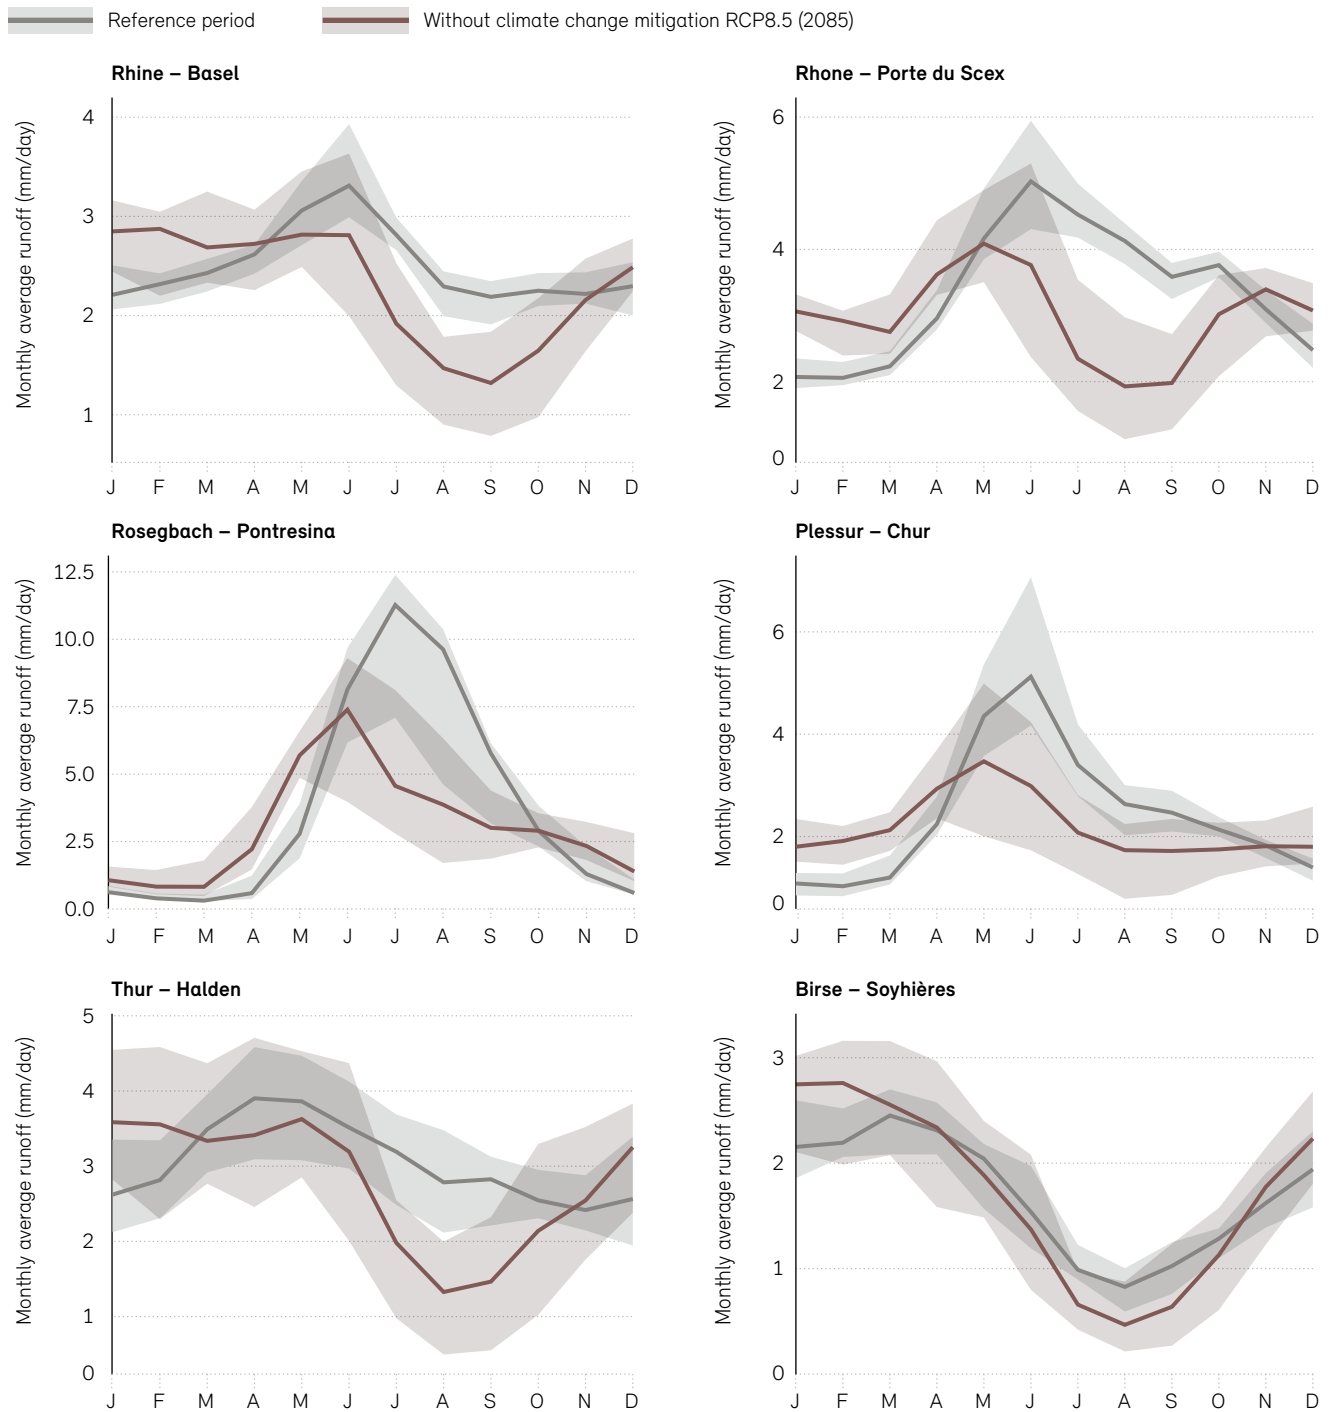 Reference period
Without climate change mitigation RCP8.5 (2085)
Rhine – Basel
Monthly average runoff (mm/day)
4
3
2
1
J F M A M J J A S O N D
Rhone – Porte du Scex
Monthly average runoff (mm/day)
6
4
2
0
J F M A M J J A S O N D
Rosegbach – Pontresina
Monthly average runoff (mm/day)
12.5
10.0
7.5
5.0
2.5
0.0
J F M A M J J A S O N D
Plessur – Chur
Monthly average runoff (mm/day)
6
4
2
0
J F M A M J J A S O N D
Thur – Halden
Monthly average runoff (mm/day)
5
4
3
2
1
0
J F M A M J J A S O N D
Birse – Soyhières
Monthly average runoff (mm/day)
3
2
1
0
J F M A M J J A S O N D